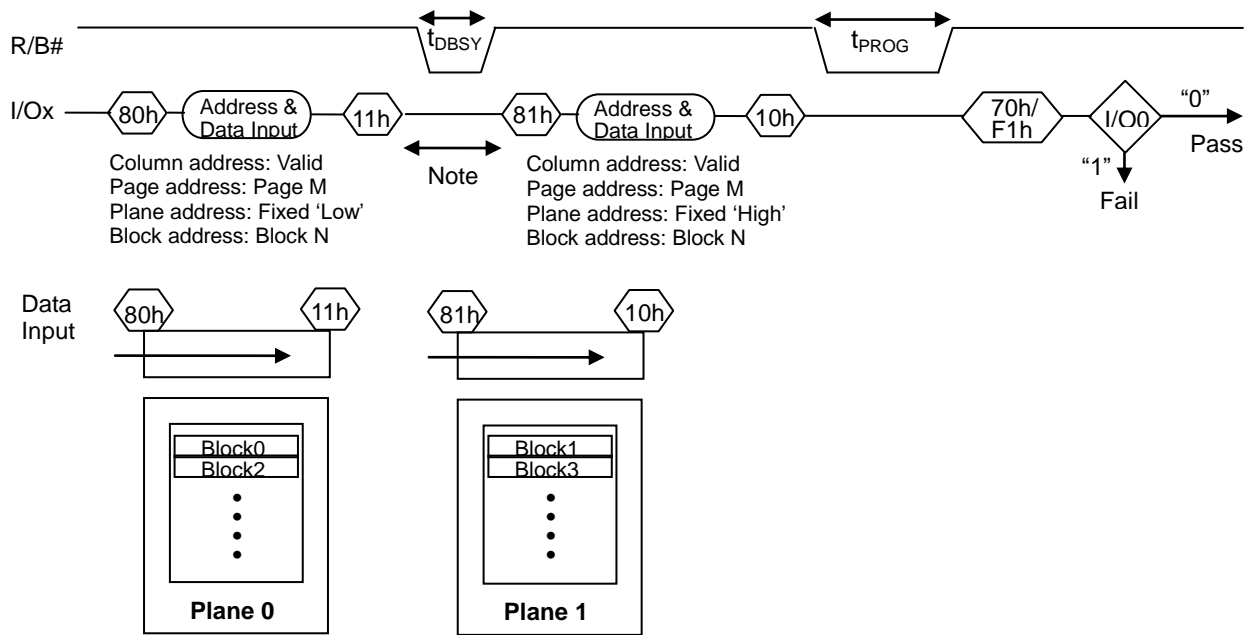 R/B#
tDBSY
tPROG
I/Ox
80h
Address &
Data Input
11h
81h
Address &
Data Input
10h
70h/
F1h
I/O0
“0”
Pass
“1”
Fail
Note
Column address: Valid
Page address: Page M
Plane address: Fixed ‘Low’
Block address: Block N
Column address: Valid
Page address: Page M
Plane address: Fixed ‘High’
Block address: Block N
Data
Input
80h
11h
81h
10h
Block0
Block2
Plane 0
Block1
Block3
Plane 1